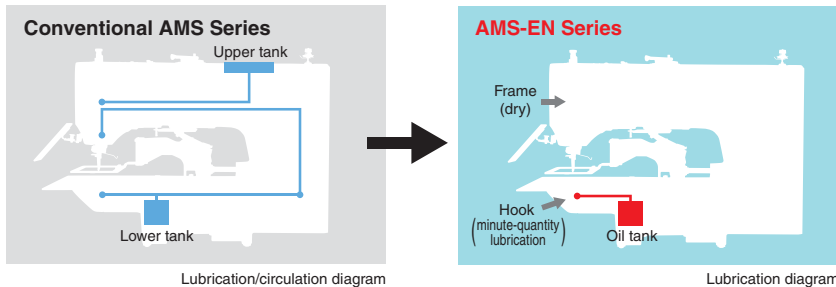 Conventional AMS Series
Upper tank
Lower tank
Lubrication/circulation diagram
AMS-EN Series
Frame
(dry)
Hook
(minute-quantity
lubrication)
Oil tank
Lubrication diagram